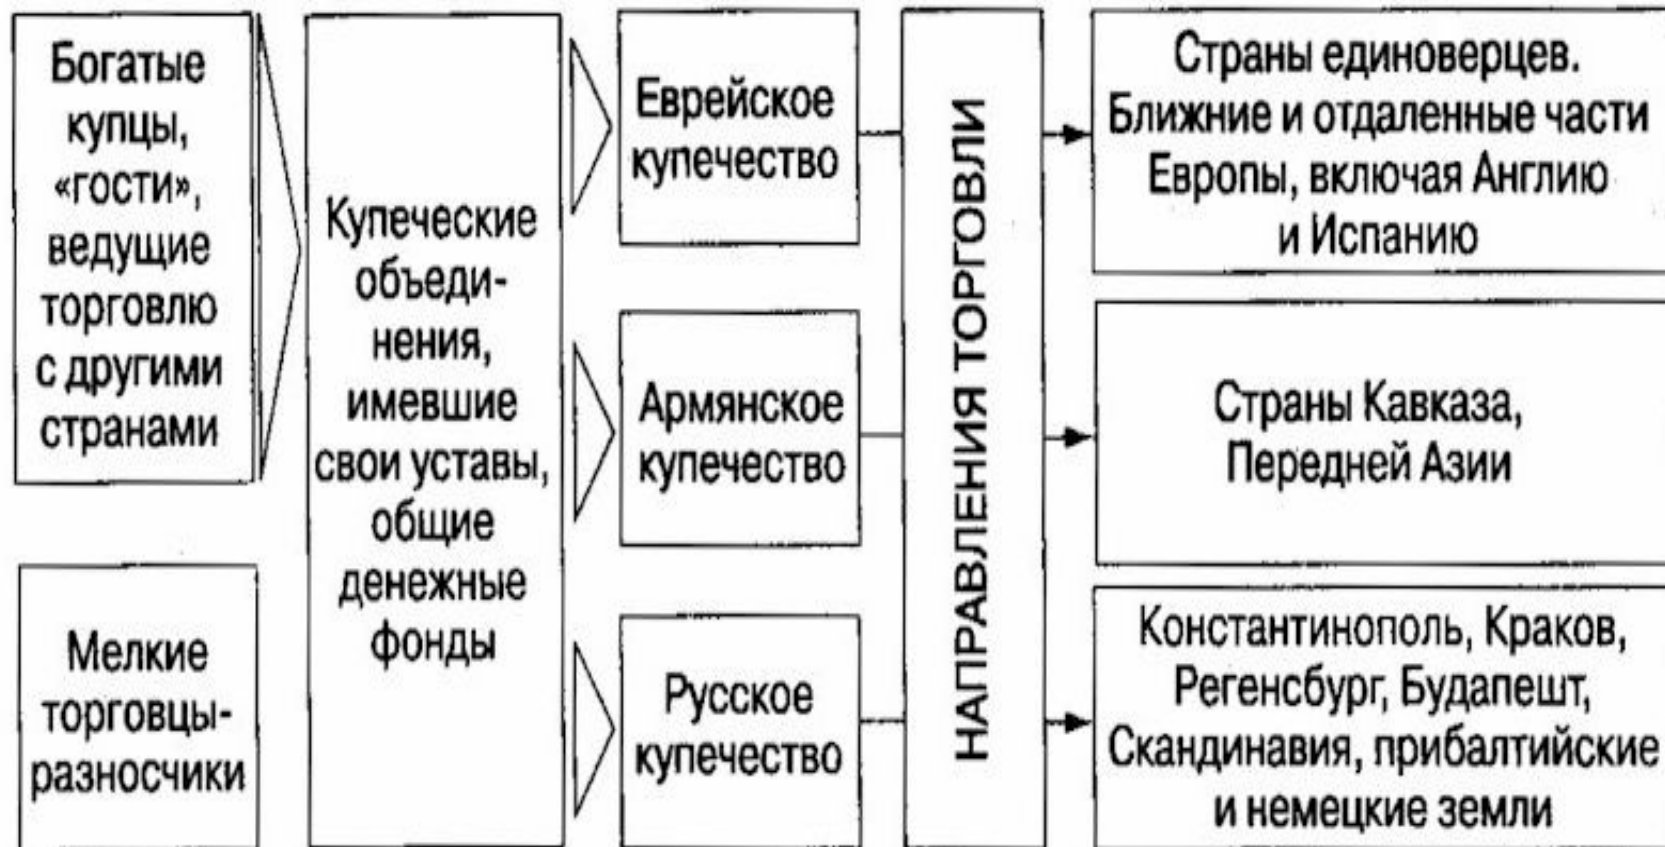 Богатые
купцы,
«гости»,
ведущие
торговлю
с другими
странами
Мелкие
торговцы-
разносчики
Купеческие
объеди-
нения,
имевшие
свои уставы,
общие
денежные
фонды
Еврейское
купечество
Армянское
купечество
Русское
купечество
НАПРАВЛЕНИЯ ТОРГОВЛИ
Страны единоверцев.
Ближние и отдаленные части
Европы, включая Англию
и Испанию
Страны Кавказа,
Передней Азии
Константинополь, Краков,
Регенсбург, Будапешт,
Скандинавия, прибалтийские
и немецкие земли